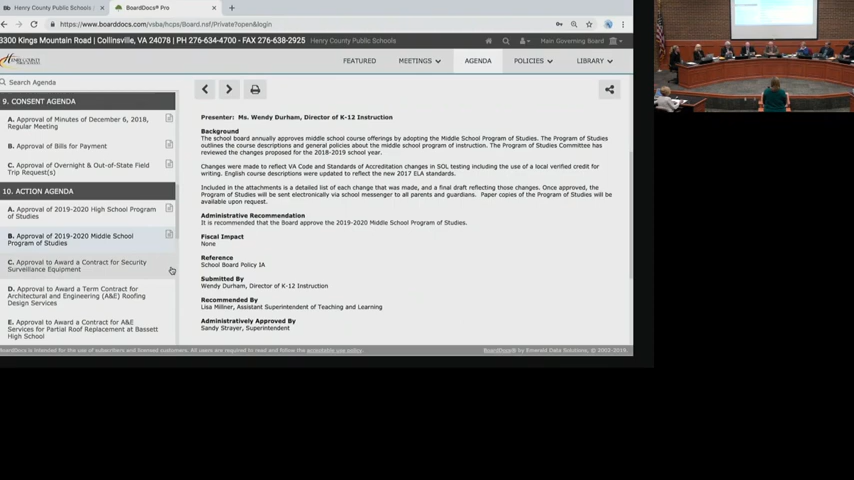 Henry County Public Schools
BoardDocs® Pro
https://www.boarddocs.com/vsba/hcps/Board.nsf/Private?open&login
3300 Kings Mountain Road | Collinsville, VA 24078 | PH 276-634-4700 - FAX 276-638-2925
Henry County Public Schools
Main Governing Board
FEATURED
MEETINGS
AGENDA
POLICIES
LIBRARY
Search Agenda
9. CONSENT AGENDA
A. Approval of Minutes of December 6, 2018,
Regular Meeting
B. Approval of Bills for Payment
C. Approval of Overnight & Out-of-State Field
Trip Request(s)
10. ACTION AGENDA
A. Approval of 2019-2020 High School Program
of Studies
B. Approval of 2019-2020 Middle School
Program of Studies
C. Approval to Award a Contract for Security
Surveillance Equipment
D. Approval to Award a Term Contract for
Architectural and Engineering (A&E) Roofing
Design Services
E. Approval to Award a Contract for A&E
Services for Partial Roof Replacement at Bassett
High School
Presenter: Ms. Wendy Durham, Director of K-12 Instruction
Background
The school board annually approves middle school course offerings by adopting the Middle School Program of Studies. The Program of Studies
outlines the course descriptions and general policies about the middle school program of instruction. The Program of Studies Committee has
reviewed the changes proposed for the 2018-2019 school year.
Changes were made to reflect VA Code and Standards of Accreditation changes in SOL testing including the use of a local verified credit for
writing. English course descriptions were updated to reflect the new 2017 ELA standards.
Included in the attachments is a detailed list of each change that was made, and a final draft reflecting those changes. Once approved, the
Program of Studies will be sent electronically via school messenger to all parents and guardians. Paper copies of the Program of Studies will be
available upon request.
Administrative Recommendation
It is recommended that the Board approve the 2019-2020 Middle School Program of Studies.
Fiscal Impact
None
Reference
School Board Policy IA
Submitted By
Wendy Durham, Director of K-12 Instruction
Recommended By
Lisa Millner, Assistant Superintendent of Teaching and Learning
Administratively Approved By
Sandy Strayer, Superintendent
BoardDocs is intended for the use of subscribers and licensed customers. All users are required to read and follow the acceptable use policy.
BoardDocs® by Emerald Data Solutions, © 2002-2019.